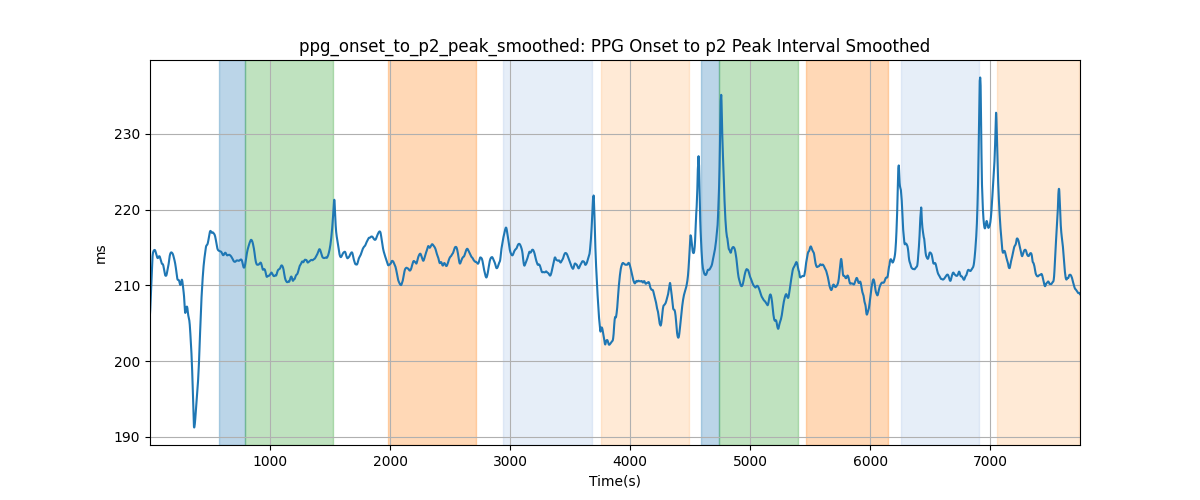 ppg_onset_to_p2_peak_smoothed: PPG Onset to p2 Peak Interval Smoothed
230
220
210
200
190
ms
1000 2000 3000 4000 5000 6000 7000
Time(s)